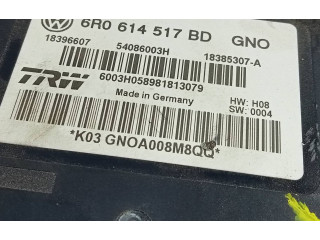 6R0 614 517 BD GNO
18396607 54086003H 18385307-A
TRW 6003H058981813079
Made in Germany
HW: H08
SW: 0004
*K03 GNOA008M8QQ*